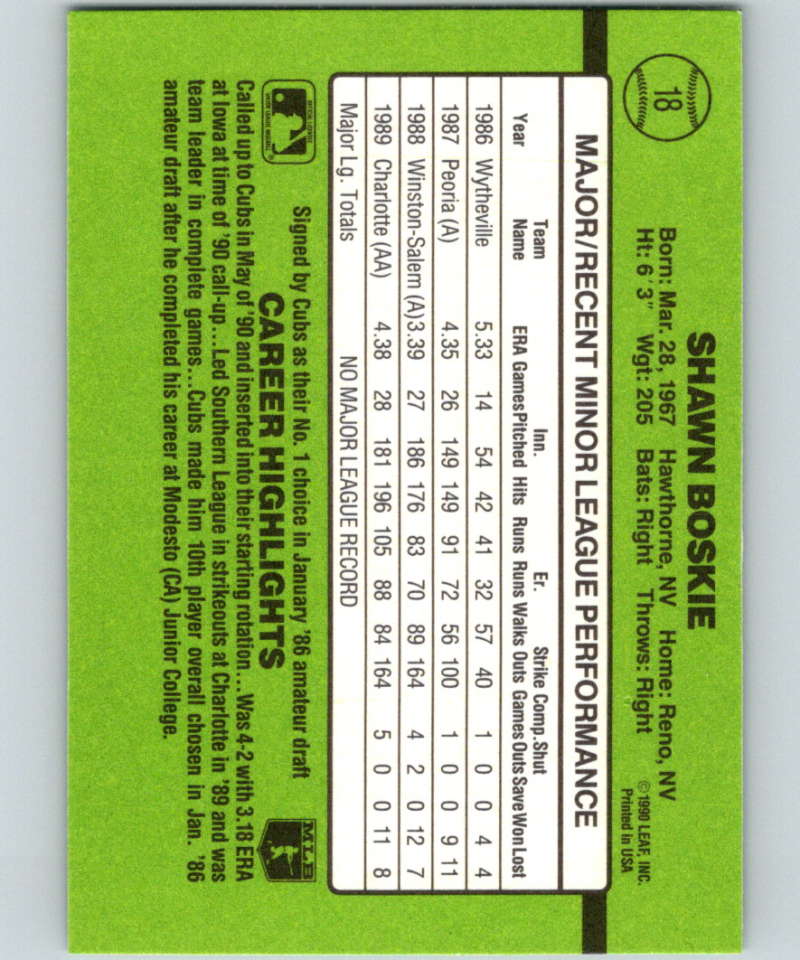 18
SHAWN BOSKIE
Born: Mar. 28, 1967 Hawthorne, NV Home: Reno, NV
Ht: 6'3" Wgt: 205 Bats: Right Throws: Right
©1990 LEAF, INC.
Printed in USA
MAJOR/RECENT MINOR LEAGUE PERFORMANCE
Team Inn. Er. Strike Comp. Shut
Year Name ERA Games Pitched Hits Runs Runs Walks Outs Games Outs Save Won Lost
1986 Wytheville 5.33 14 54 42 41 32 57 40 1 0 0 4 4
1987 Peoria (A) 4.35 26 149 149 91 72 56 100 1 0 0 9 11
1988 Winston-Salem (A) 3.39 27 186 176 83 70 89 164 4 2 0 12 7
1989 Charlotte (AA) 4.38 28 181 196 105 88 84 164 5 0 0 11 8
Major Lg. Totals NO MAJOR LEAGUE RECORD
CAREER HIGHLIGHTS
MLB
Signed by Cubs as their No. 1 choice in January '86 amateur draft
Called up to Cubs in May of '90 and inserted into their starting rotation...Was 4-2 with 3.18 ERA
at Iowa at time of '90 call-up...Led Southern League in strikeouts at Charlotte in '89 and was
team leader in complete games...Cubs made him 10th player overall chosen in Jan. '86
amateur draft after he completed his career at Modesto (CA) Junior College.